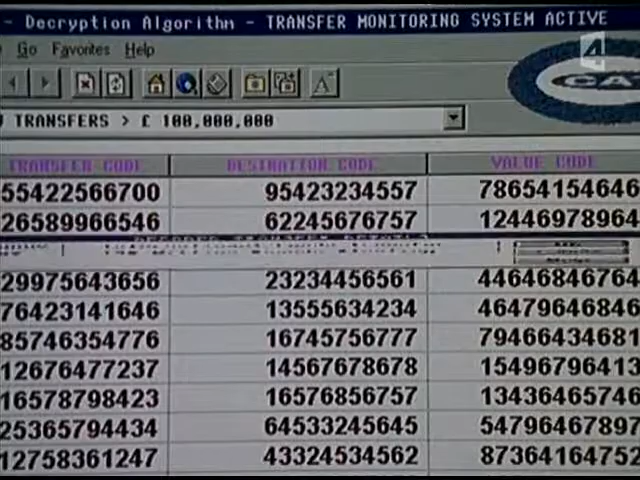 - Decryption Algorithm - TRANSFER MONITORING SYSTEM ACTIVE
Go Favorites Help
4
CA
TRANSFERS > £ 100,000,000
TRANSFER CODE DESTINATION CODE VALUE CODE
55422566700 95423234557 78654154646
26589966546 62245676757 12446978964
29975643656 23234456561 44646846764
76423141646 13555634234 46479646846
85746354776 16745756777 79466434681
12676477237 14567678678 15496796413
16578798423 16576856757 13436465746
25365794434 64533245645 54796467897
12758361247 43324534562 87364164752